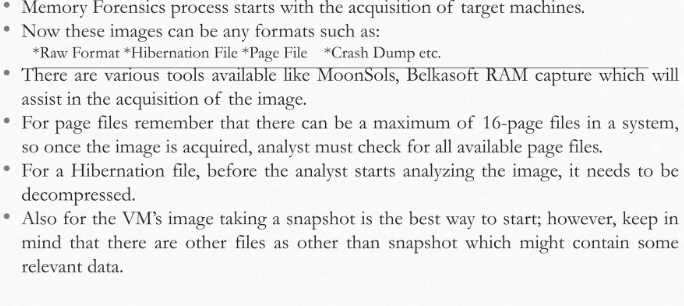 • Memory Forensics process starts with the acquisition of target machines.
• Now these images can be any formats such as:
*Raw Format *Hibernation File *Page File *Crash Dump etc.
• There are various tools available like MoonSols, Belkasoft RAM capture which will
assist in the acquisition of the image.
• For page files remember that there can be a maximum of 16-page files in a system,
so once the image is acquired, analyst must check for all available page files.
• For a Hibernation file, before the analyst starts analyzing the image, it needs to be
decompressed.
• Also for the VM's image taking a snapshot is the best way to start; however, keep in
mind that there are other files as other than snapshot which might contain some
relevant data.